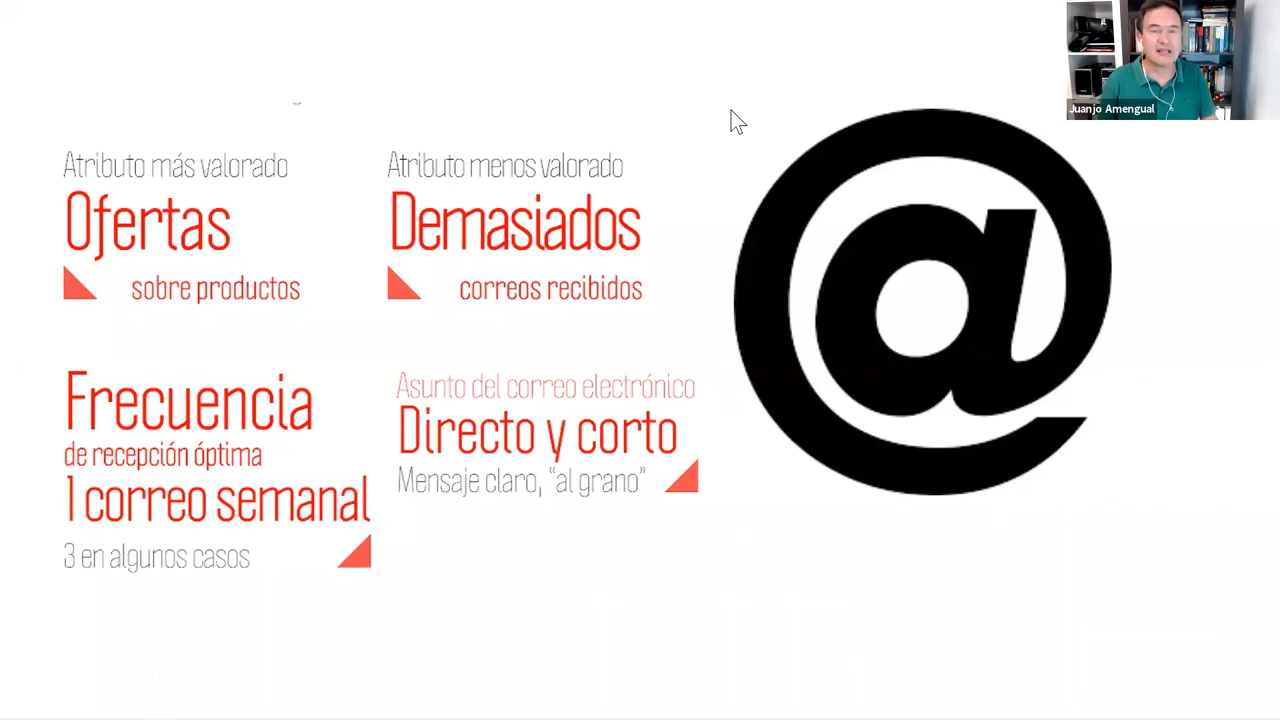 Juanjo Amengual
Atributo más valorado
Ofertas
sobre productos
Atributo menos valorado
Demasiados
correos recibidos
Frecuencia
de recepción óptima
1 correo semanal
3 en algunos casos
Asunto del correo electrónico
Directo y corto
Mensaje claro, “al grano”
@